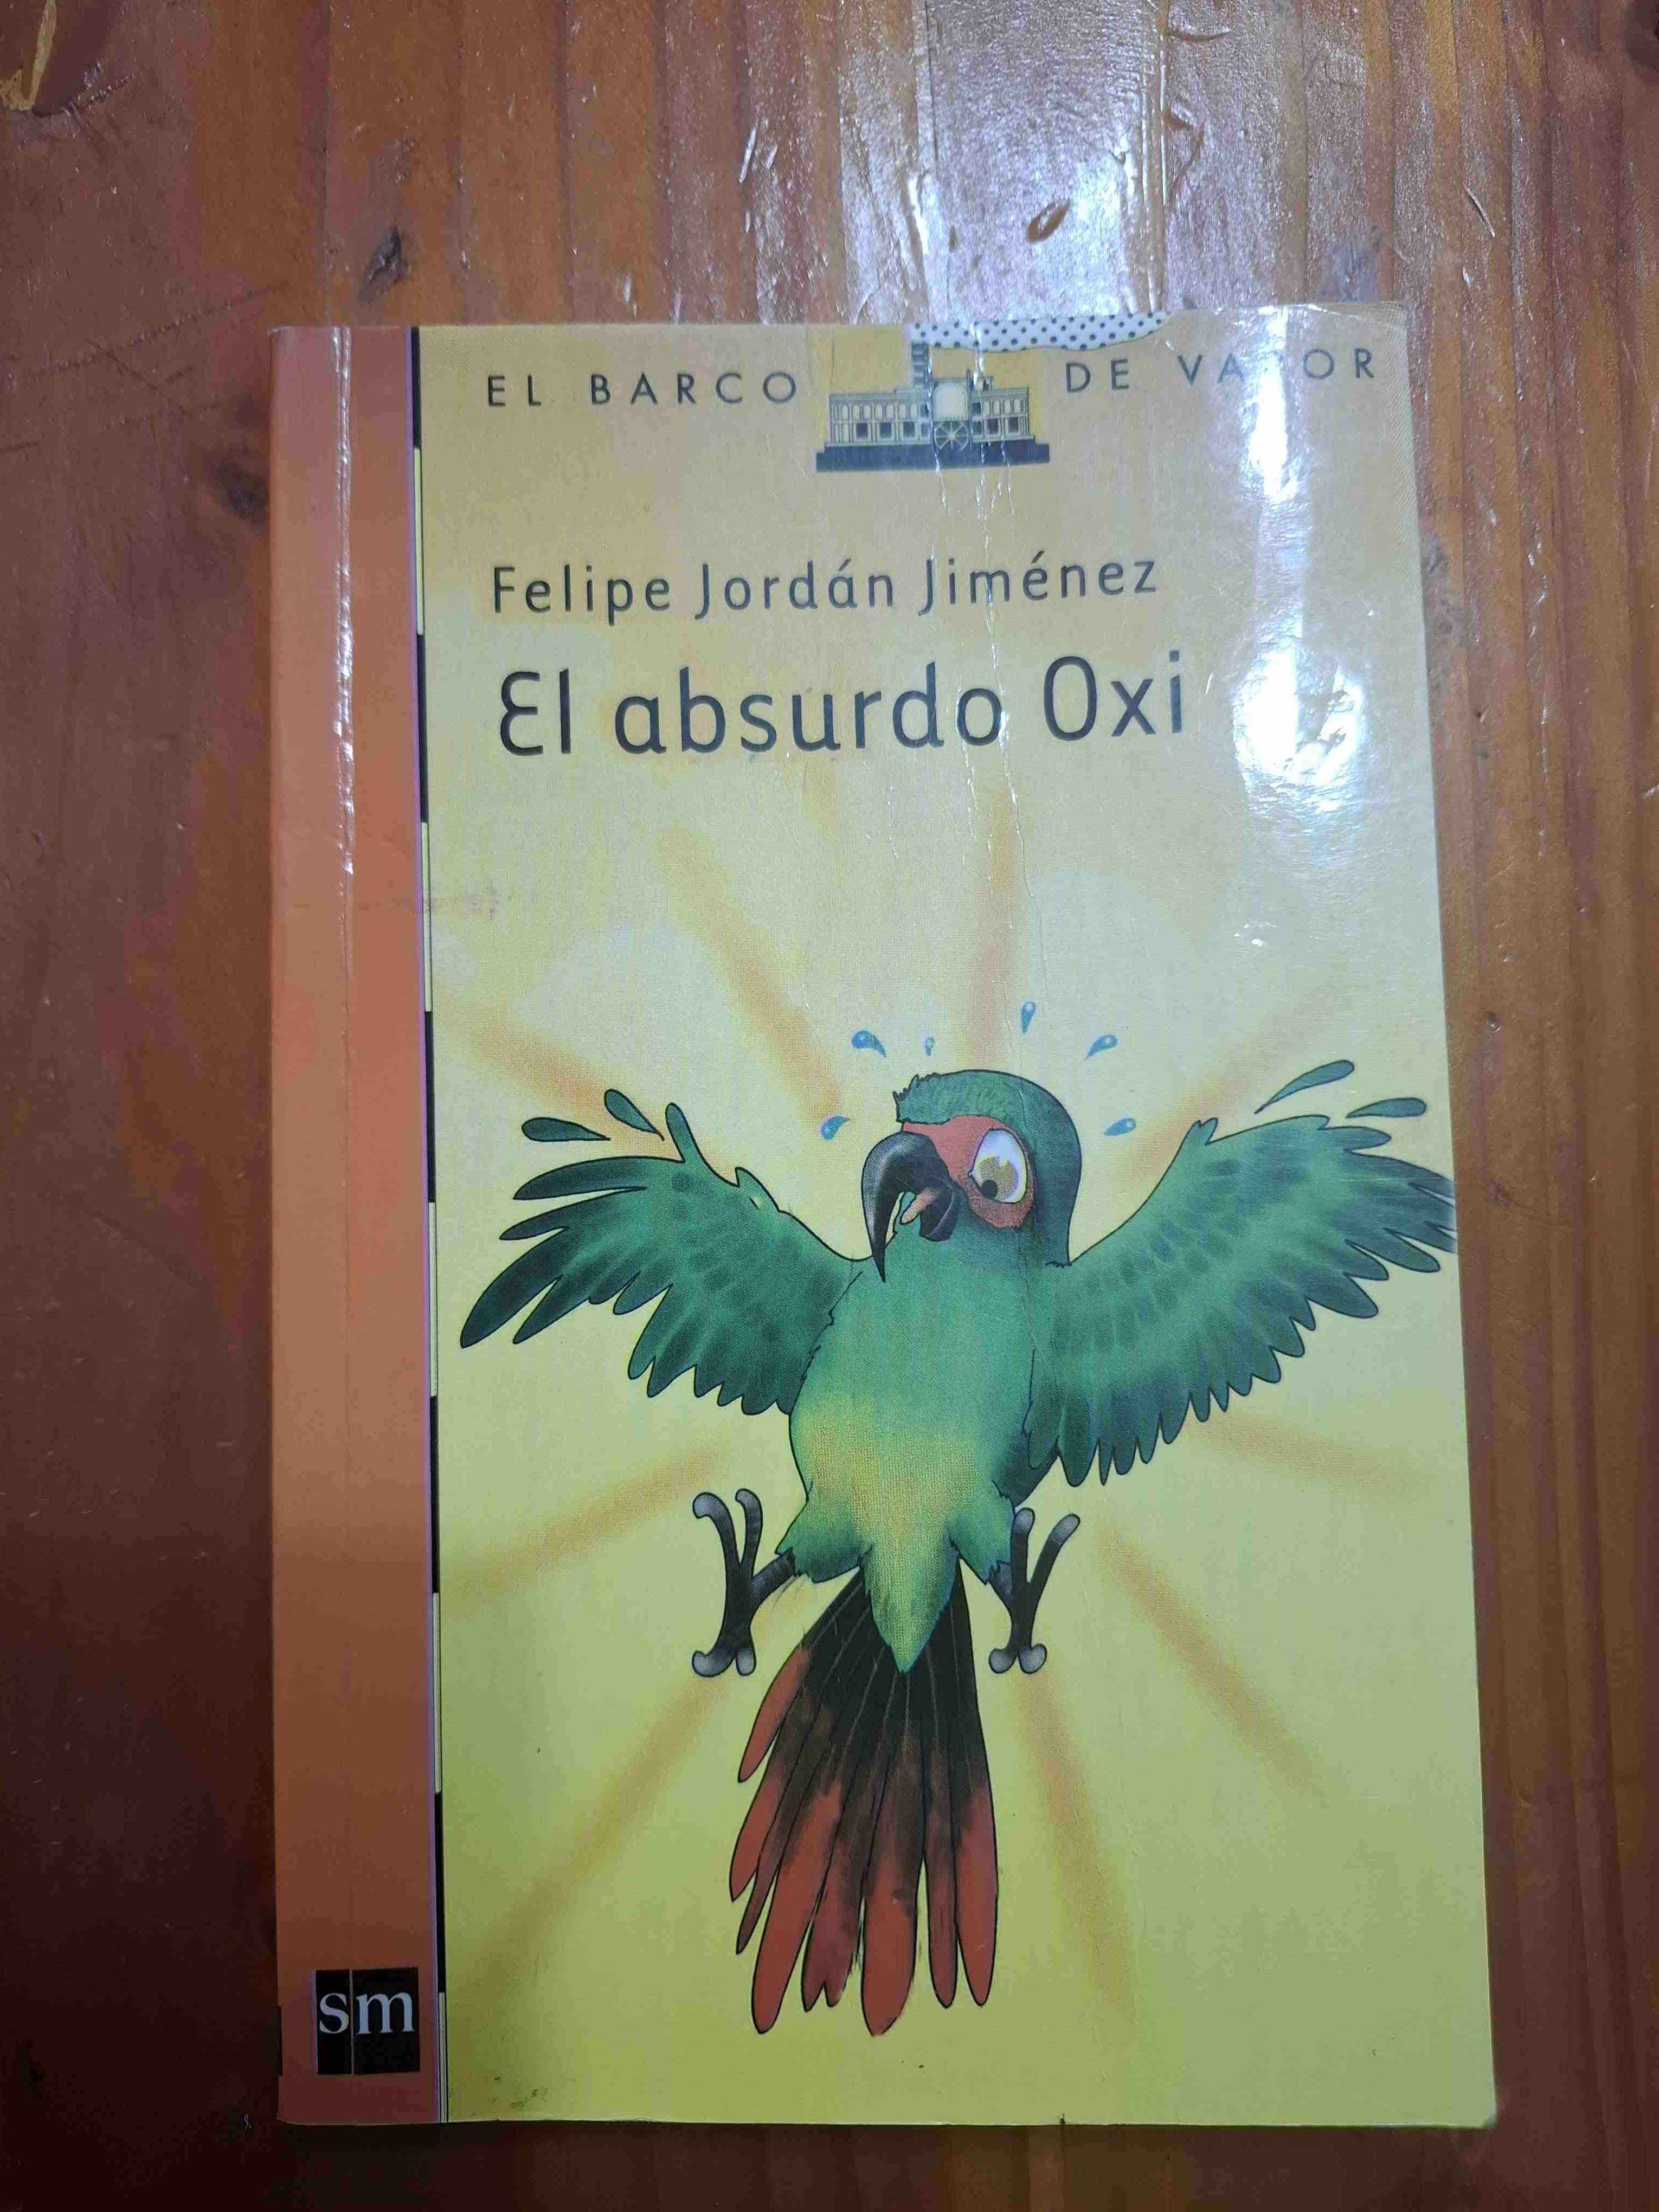 EL BARCO DE VAPOR
Felipe Jordán Jiménez
El absurdo Oxi
sm